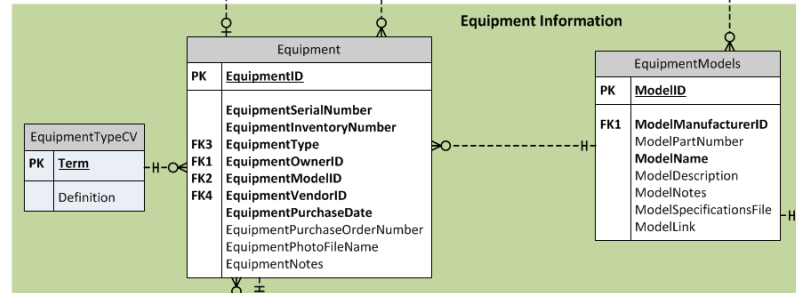 Equipment Information
Equipment
PK EquipmentID
EquipmentSerialNumber
EquipmentInventoryNumber
FK3 EquipmentType
FK1 EquipmentOwnerID
FK2 EquipmentModelID
FK4 EquipmentVendorID
EquipmentPurchaseDate
EquipmentPurchaseOrderNumber
EquipmentPhotoFileName
EquipmentNotes
EquipmentModels
PK ModelID
FK1 ModelManufacturerID
ModelPartNumber
ModelName
ModelDescription
ModelNotes
ModelSpecificationsFile
ModelLink
EquipmentTypeCV
PK Term
Definition